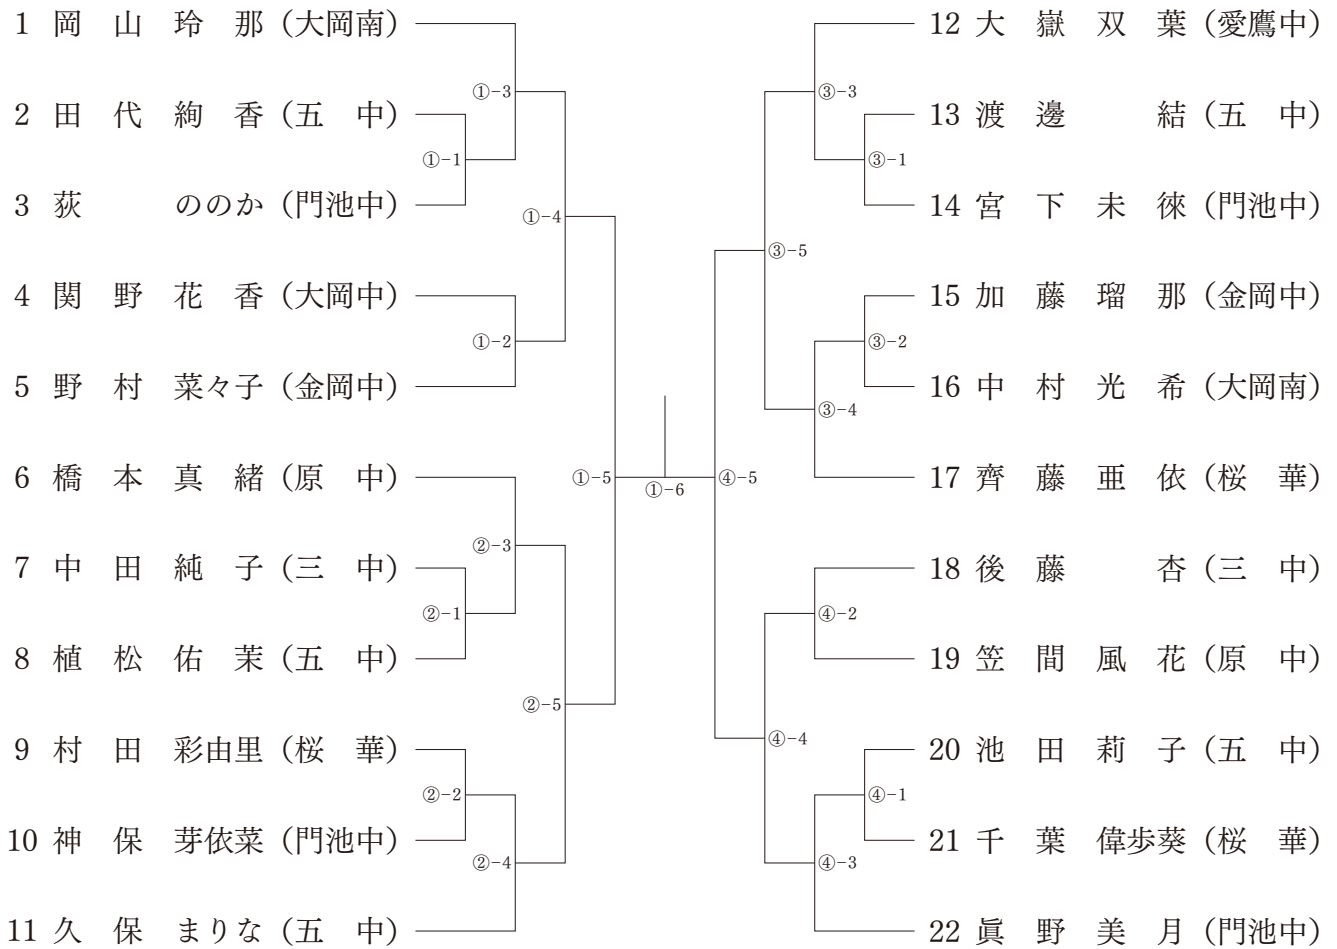 1 岡 山 玲 那 (大岡南)
①-3
2 田 代 絢 香 (五 中)
①-1
3 荻 ののか (門池中)
①-4
4 関 野 花 香 (大岡中)
①-2
5 野 村 菜々子 (金岡中)
6 橋 本 真 緒 (原 中)
①-5
②-3
7 中 田 純 子 (三 中)
②-1
8 植 松 佑 茉 (五 中)
②-5
9 村 田 彩由里 (桜 華)
②-2
10 神 保 芽依菜 (門池中)
②-4
11 久 保 まりな (五 中)
①-6
12 大 嶽 双 葉 (愛鷹中)
③-3
13 渡 邊 結 (五 中)
③-1
14 宮 下 未 徠 (門池中)
③-5
15 加 藤 瑠 那 (金岡中)
③-2
16 中 村 光 希 (大岡南)
③-4
17 齊 藤 亜 依 (桜 華)
④-5
18 後 藤 杏 (三 中)
④-2
19 笠 間 風 花 (原 中)
④-4
20 池 田 莉 子 (五 中)
④-1
21 千 葉 偉歩葵 (桜 華)
④-3
22 眞 野 美 月 (門池中)